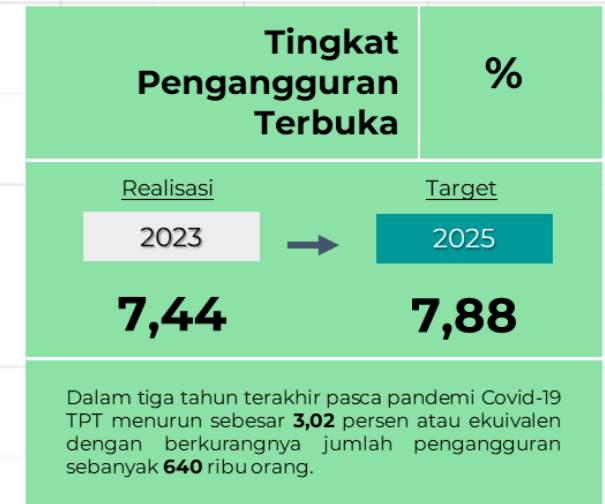 Tingkat
Pengangguran
Terbuka
%
Realisasi
Target
2023
2025
7,44
7,88
Dalam tiga tahun terakhir pasca pandemi Covid-19
TPT menurun sebesar 3,02 persen atau ekuivalen
dengan berkurangnya jumlah pengangguran
sebanyak 640 ribu orang.